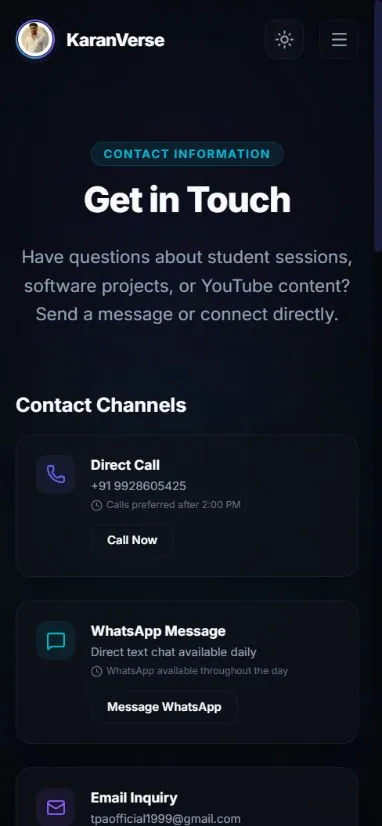 KaranVerse
CONTACT INFORMATION
Get in Touch
Have questions about student sessions,
software projects, or YouTube content?
Send a message or connect directly.
Contact Channels
Direct Call
+91 9928605425
Calls preferred after 2:00 PM
Call Now
WhatsApp Message
Direct text chat available daily
WhatsApp available throughout the day
Message WhatsApp
Email Inquiry
tpaofficial1999@gmail.com